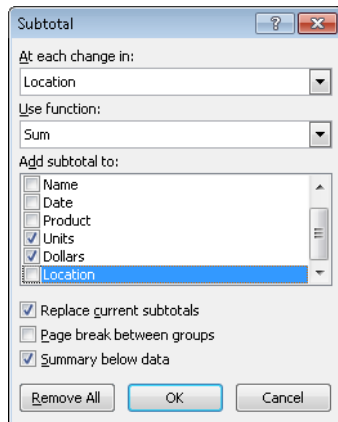 Subtotal
At each change in:
Location
Use function:
Sum
Add subtotal to:
Name
Date
Product
Units
Dollars
Location
Replace current subtotals
Page break between groups
Summary below data
Remove All OK Cancel